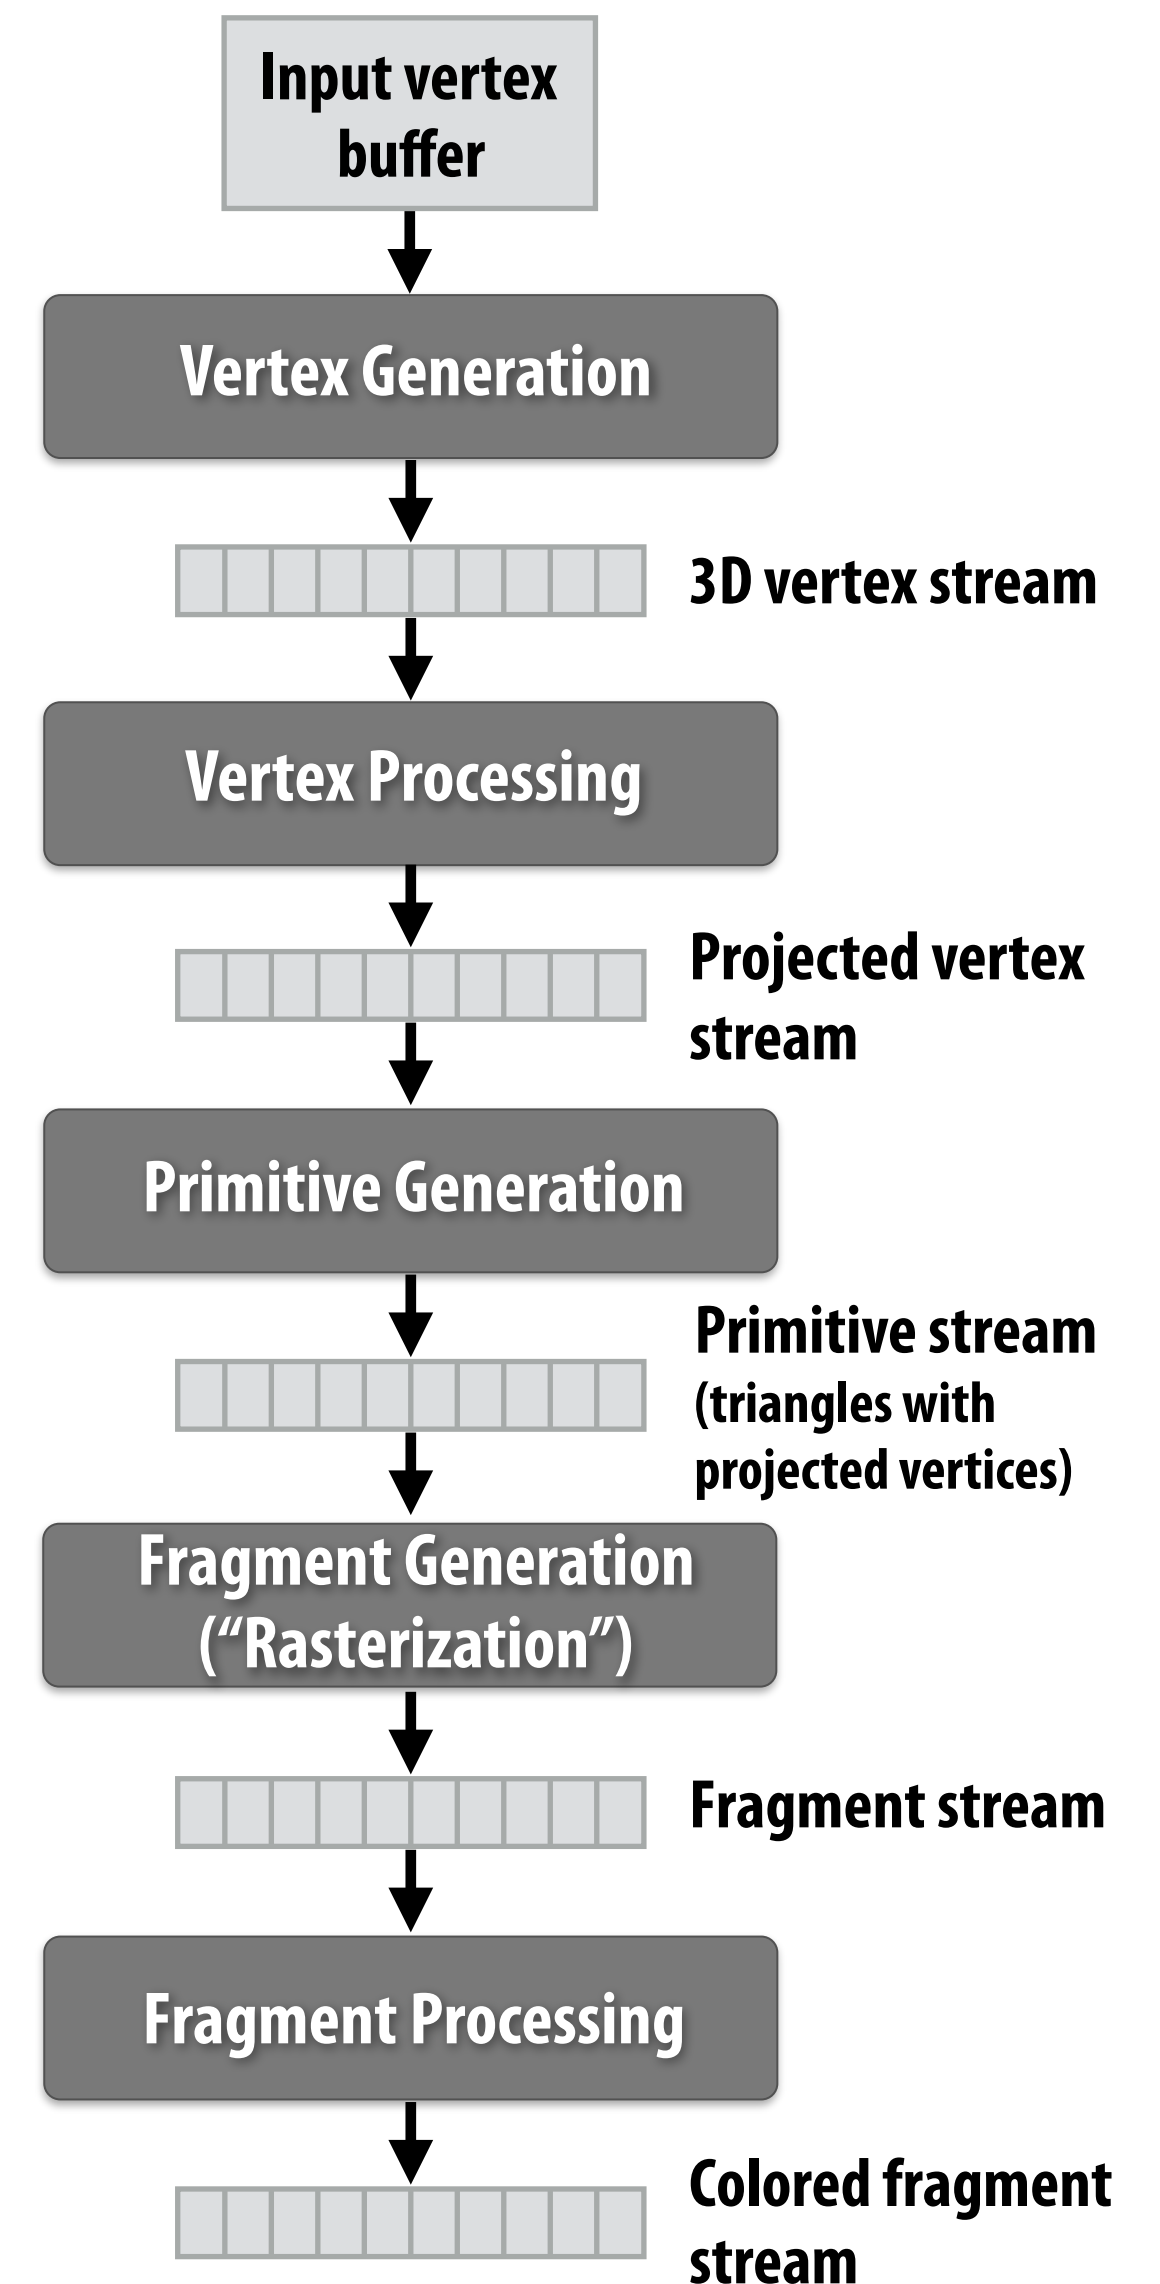 Input vertex
buffer
Vertex Generation
3D vertex stream
Vertex Processing
Projected vertex
stream
Primitive Generation
Primitive stream
(triangles with
projected vertices)
Fragment Generation
(“Rasterization”)
Fragment stream
Fragment Processing
Colored fragment
stream